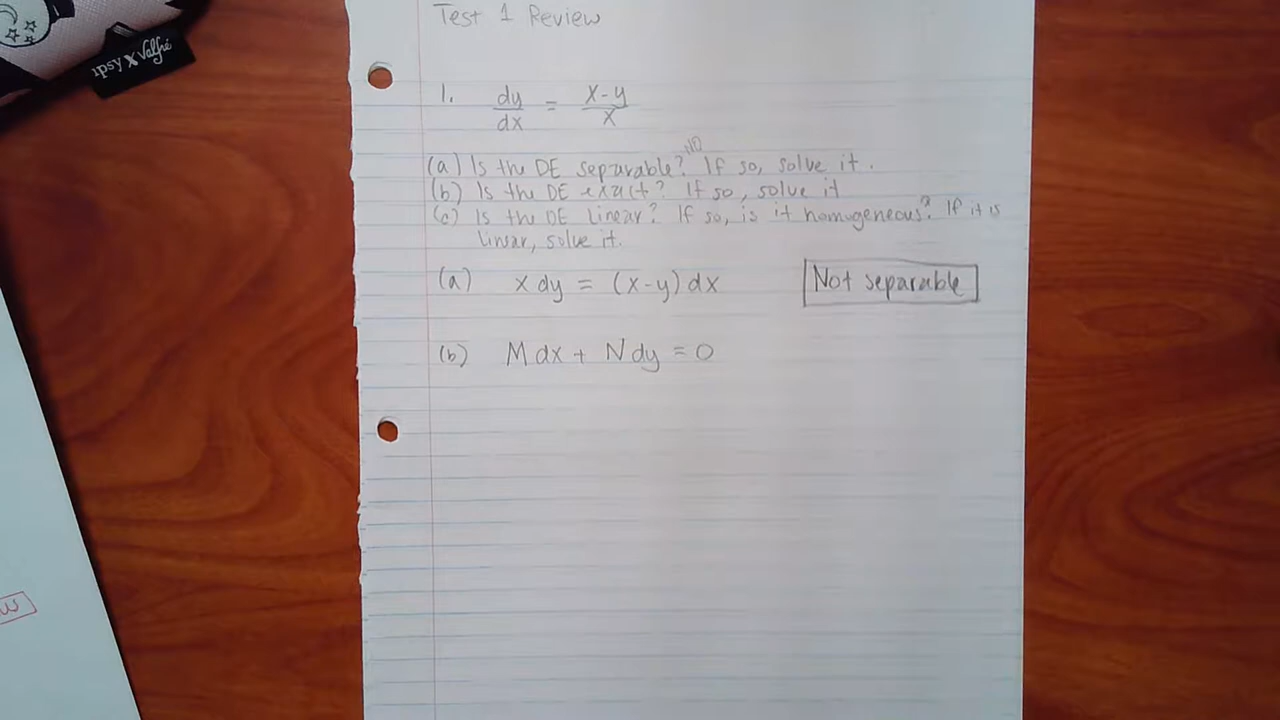 ipsy x Valfré
Test 1 Review
1. dy/dx = x-y/x
(a) Is the DE separable? no If so, solve it.
(b) Is the DE exact? If so, solve it
(c) Is the DE linear? If so, is it homogeneous? If it is
linear, solve it.
(a) x dy = (x-y) dx Not separable
(b) M dx + N dy = 0
w